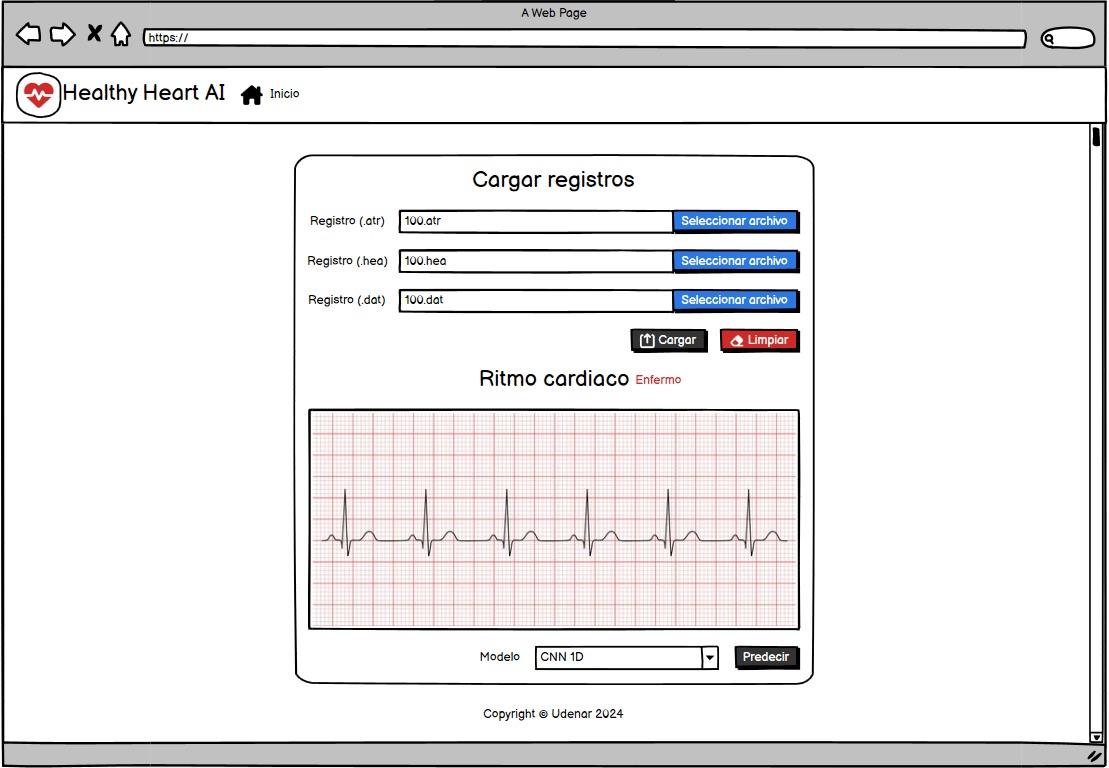 A Web Page
https://
Healthy Heart AI Inicio
Cargar registros
Registro (.atr) 100.atr Seleccionar archivo
Registro (.hea) 100.hea Seleccionar archivo
Registro (.dat) 100.dat Seleccionar archivo
Cargar Limpiar
Ritmo cardiaco Enfermo
Modelo CNN 1D Predecir
Copyright © Udenar 2024